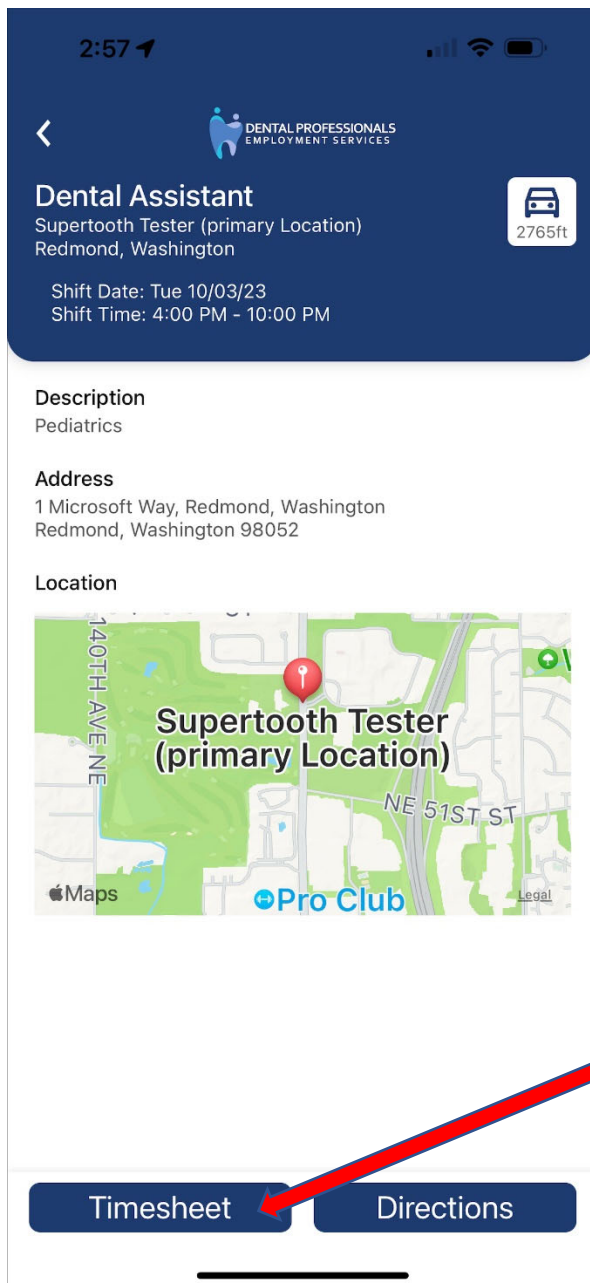 2:57
DENTAL PROFESSIONALS
EMPLOYMENT SERVICES
Dental Assistant
Supertooth Tester (primary Location)
Redmond, Washington
2765ft
Shift Date: Tue 10/03/23
Shift Time: 4:00 PM - 10:00 PM
Description
Pediatrics
Address
1 Microsoft Way, Redmond, Washington
Redmond, Washington 98052
Location
140TH AVE NE
Supertooth Tester
(primary Location)
NE 51ST ST
Maps
Pro Club
Legal
Timesheet
Directions